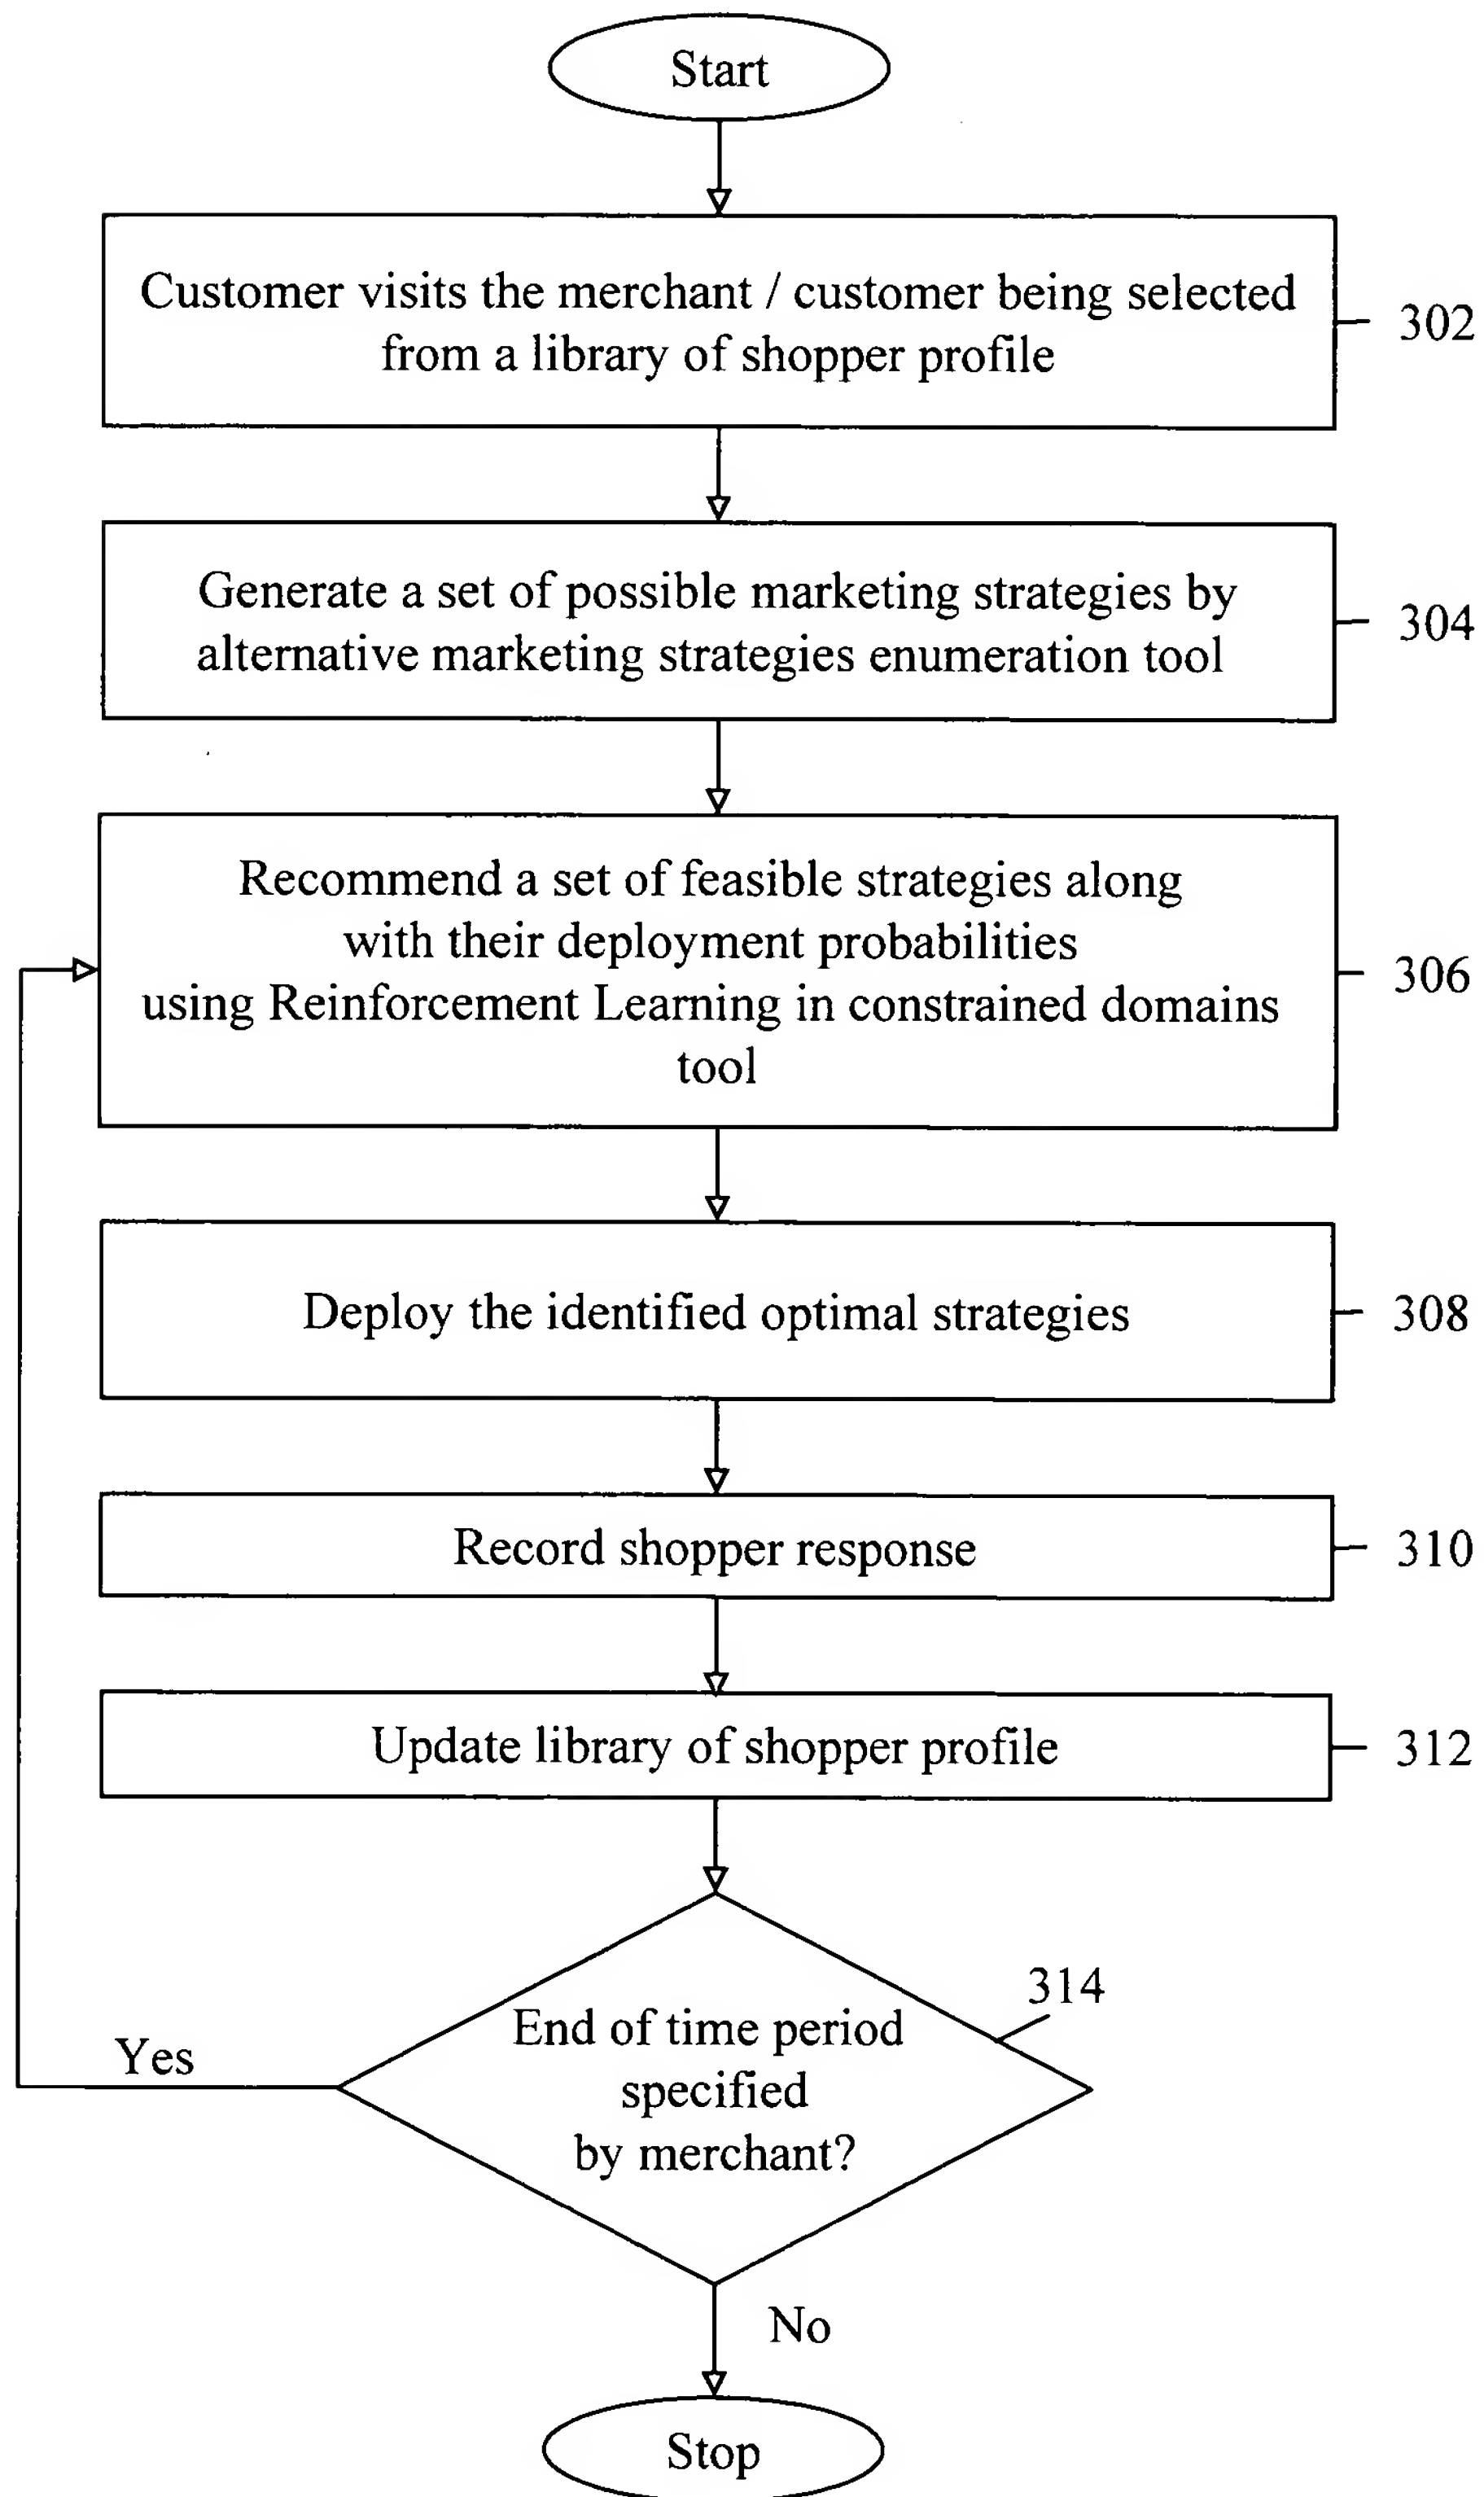 Start
Customer visits the merchant / customer being selected
from a library of shopper profile
302
Generate a set of possible marketing strategies by
alternative marketing strategies enumeration tool
304
Recommend a set of feasible strategies along
with their deployment probabilities
using Reinforcement Learning in constrained domains
tool
306
Deploy the identified optimal strategies
308
Record shopper response
310
Update library of shopper profile
312
314
End of time period
specified
by merchant?
Yes
No
Stop